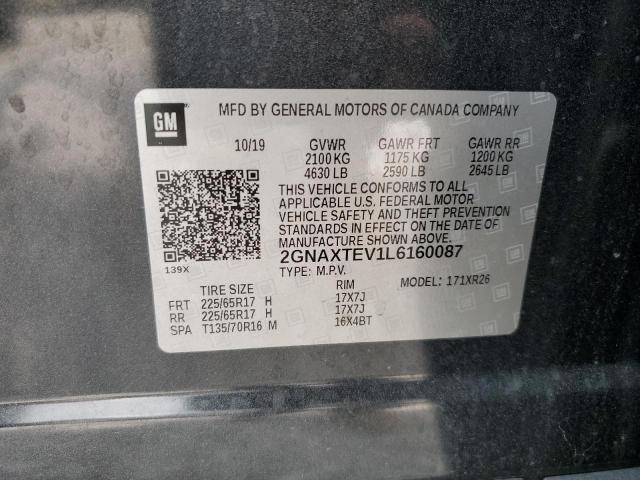 GM
MFD BY GENERAL MOTORS OF CANADA COMPANY
10/19 GVWR GAWR FRT GAWR RR
2100 KG 1175 KG 1200 KG
4630 LB 2590 LB 2645 LB
THIS VEHICLE CONFORMS TO ALL
APPLICABLE U.S. FEDERAL MOTOR
VEHICLE SAFETY AND THEFT PREVENTION
STANDARDS IN EFFECT ON THE DATE OF
MANUFACTURE SHOWN ABOVE.
139X 2GNAXTEV1L6160087
TYPE: M.P.V. MODEL: 171XR26
TIRE SIZE RIM
FRT 225/65R17 H 17X7J
RR 225/65R17 H 17X7J
SPA T135/70R16 M 16X4BT